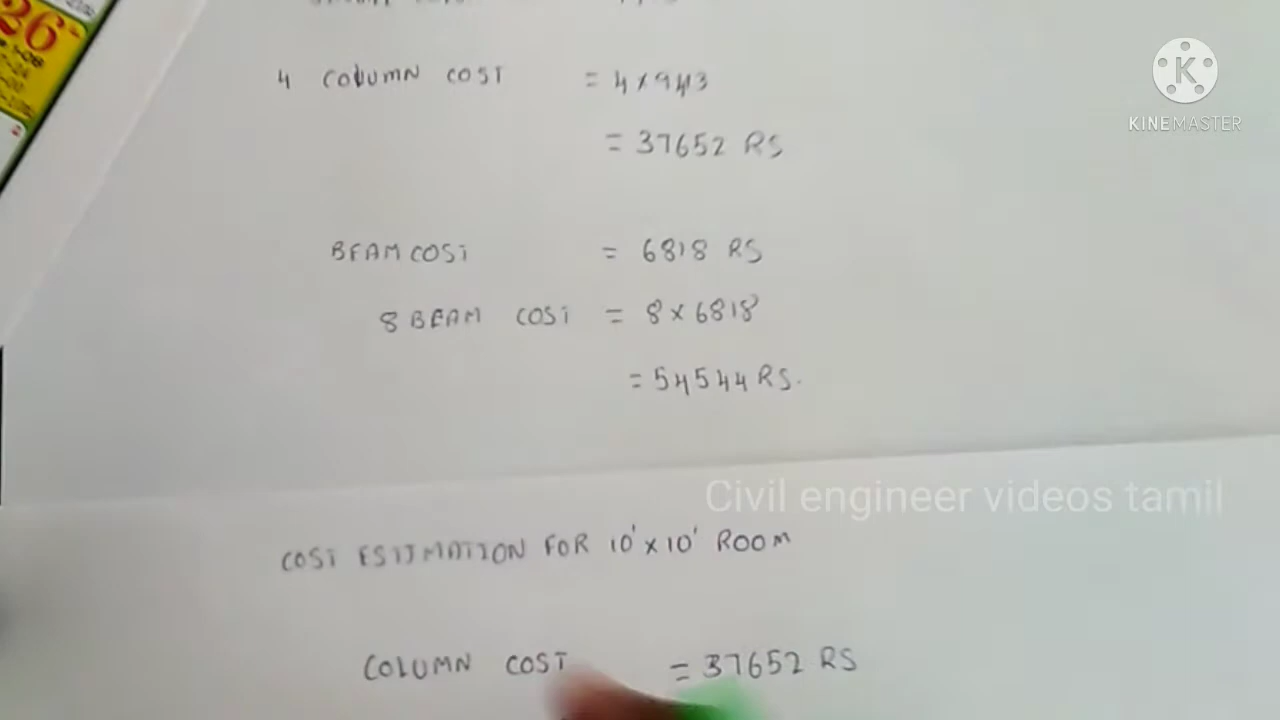 26
K
KINEMASTER
4 COLUMN COST = 4×9413
= 37652 RS
BEAM COST = 6818 RS
8 BEAM COST = 8×6818
= 54544 RS.
Civil engineer videos tamil
COST ESTIMATION FOR 10'×10' ROOM
COLUMN COST = 37652 RS